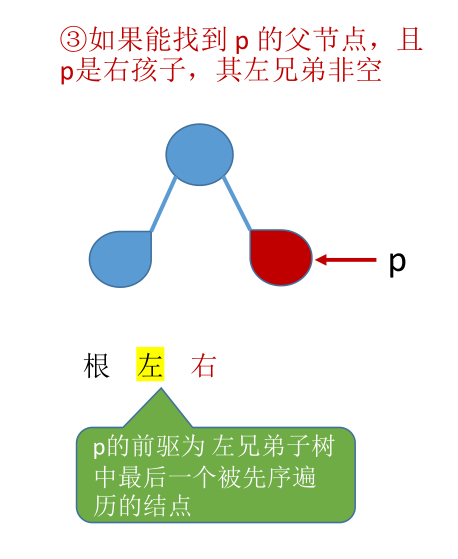 ③如果能找到 p 的父节点，且
p是右孩子，其左兄弟非空
p
根 左 右
p的前驱为 左兄弟子树
中最后一个被先序遍
历的结点